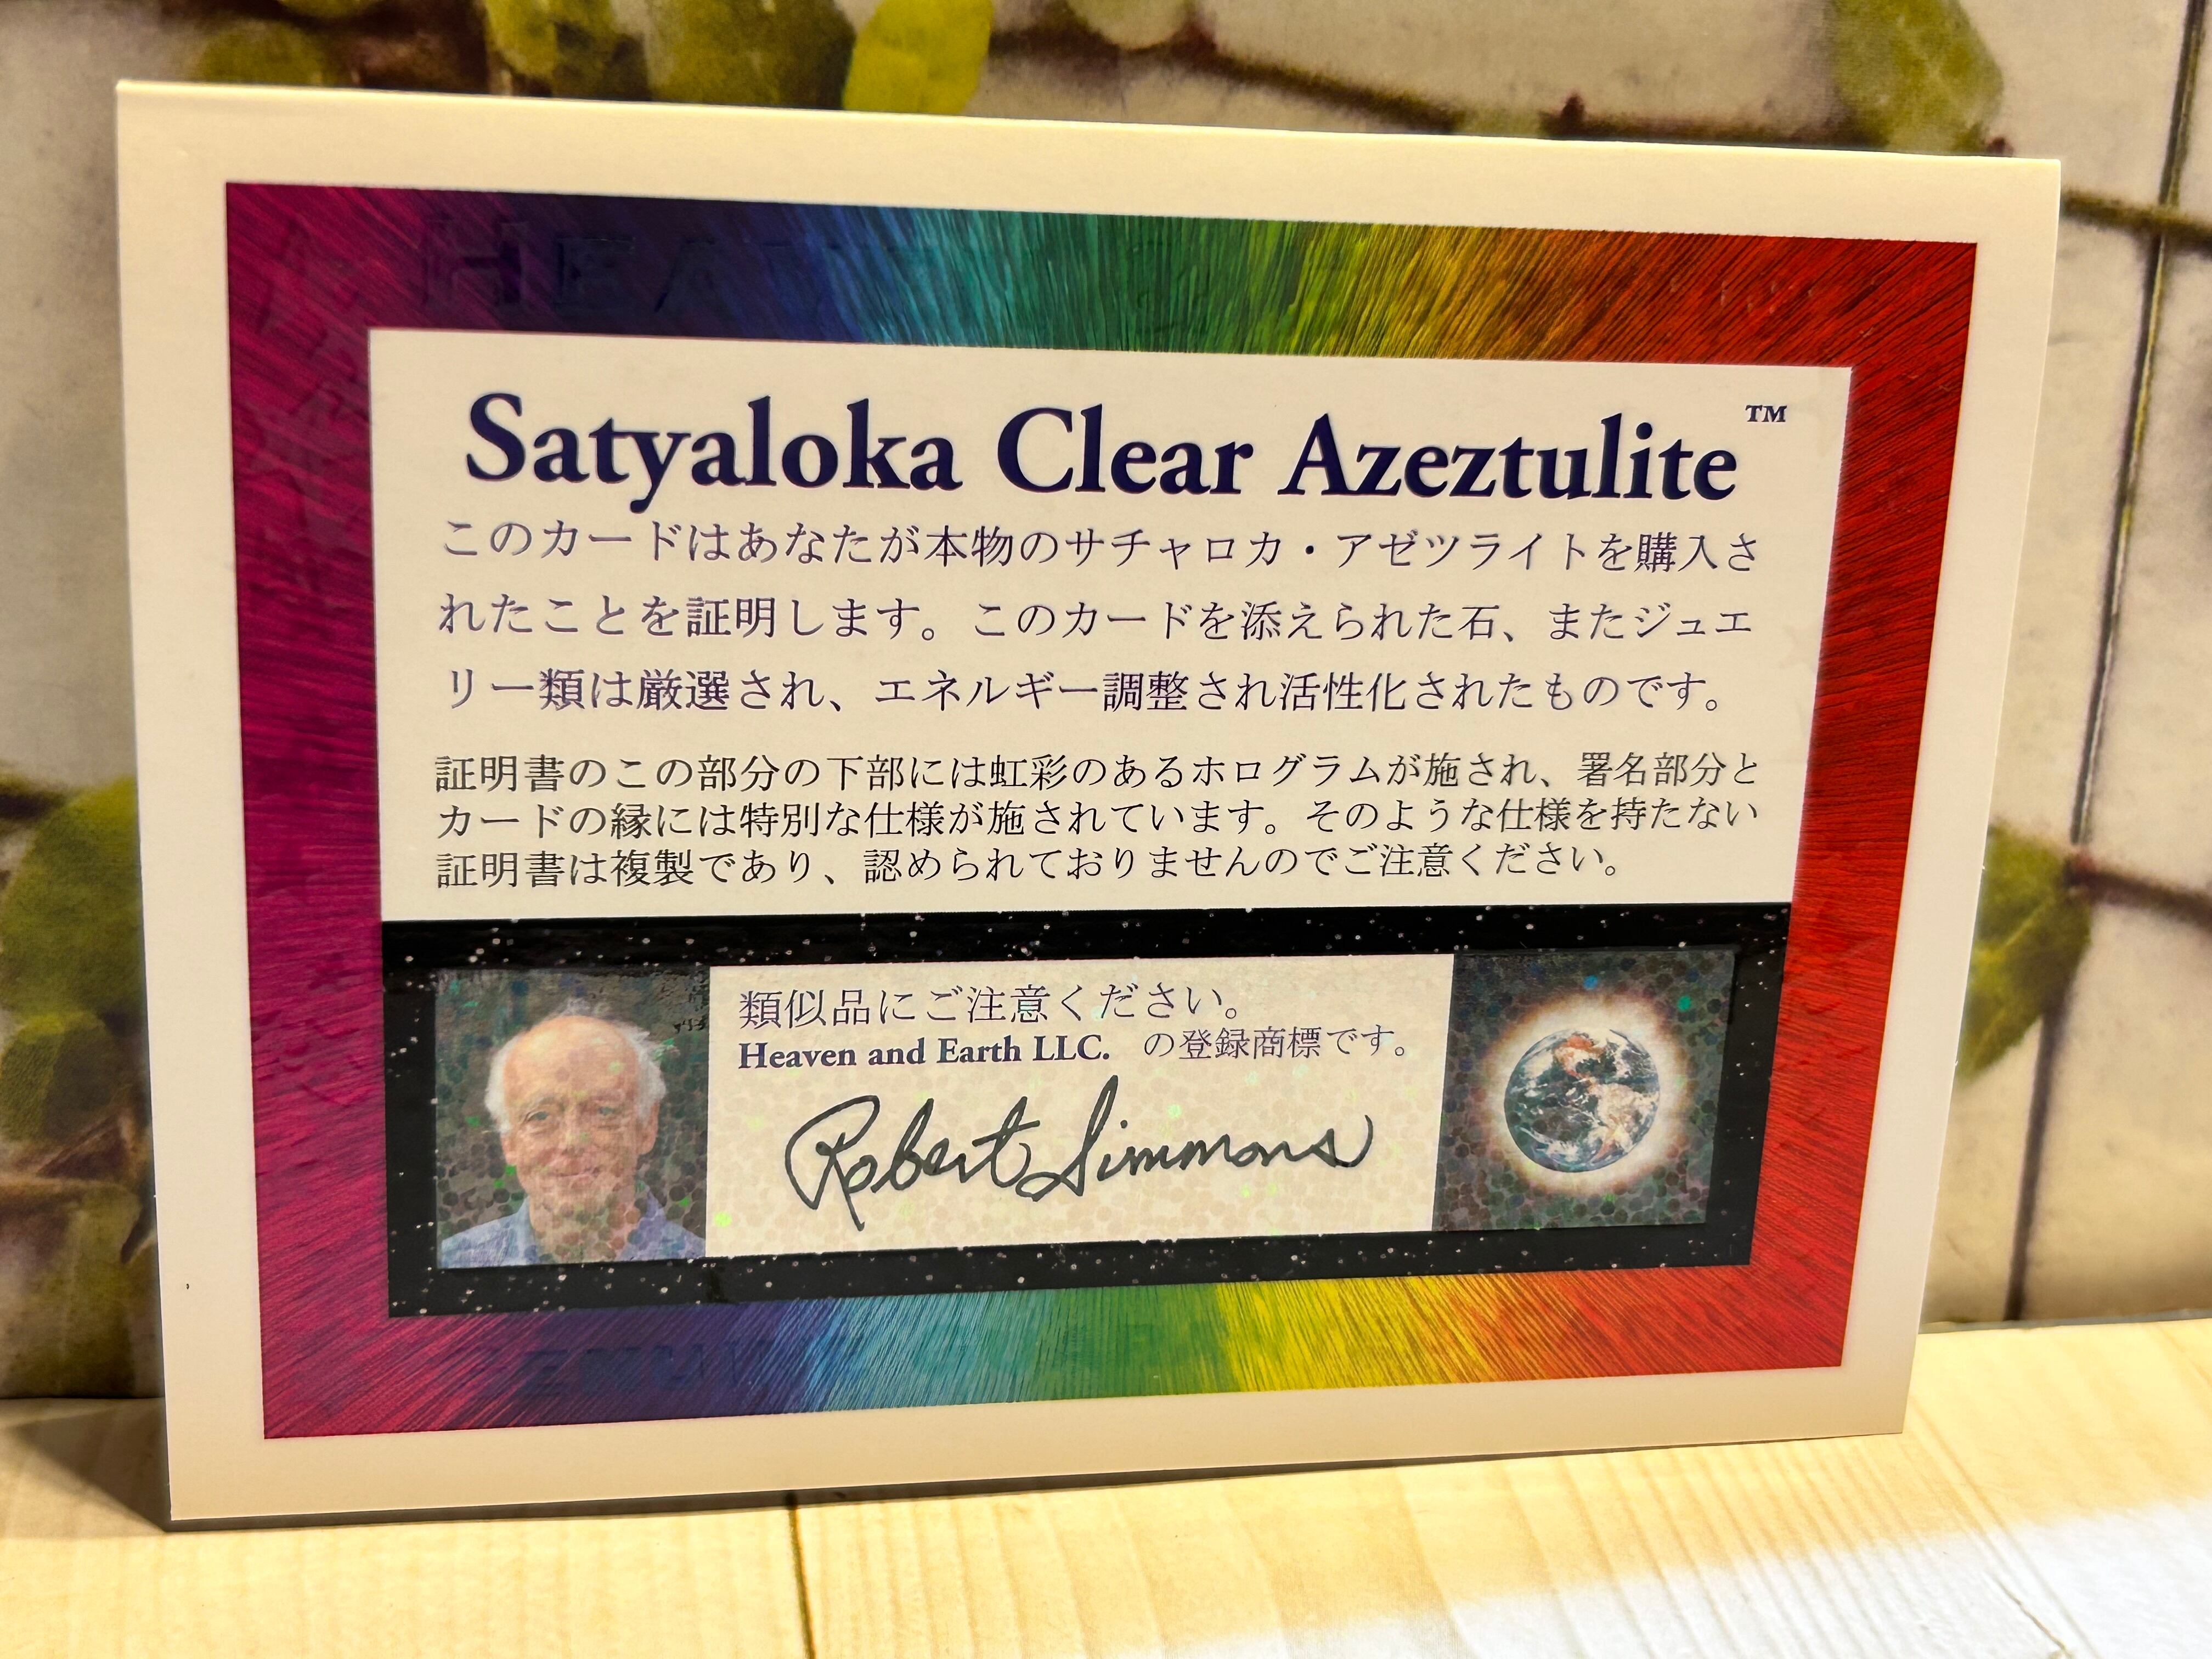 Satyaloka Clear Azeztulite™
このカードはあなたが本物のサチャロカ・アゼツライトを購入さ
れたことを証明します。このカードを添えられた石、またジュエ
リー類は厳選され、エネルギー調整され活性化されたものです。
証明書のこの部分の下部には虹彩のあるホログラムが施され、署名部分と
カードの縁には特別な仕様が施されています。そのような仕様を持たない
証明書は複製であり、認められておりませんのでご注意ください。
類似品にご注意ください。
Heaven and Earth LLC. の登録商標です。
Robert Simmons